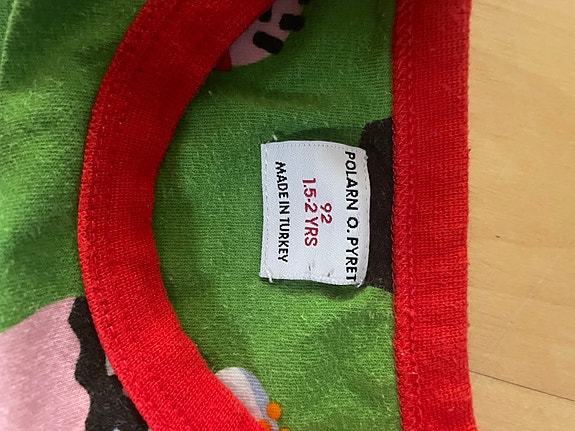 POLARN O. PYRET
92
1.5-2 YRS
MADE IN TURKEY